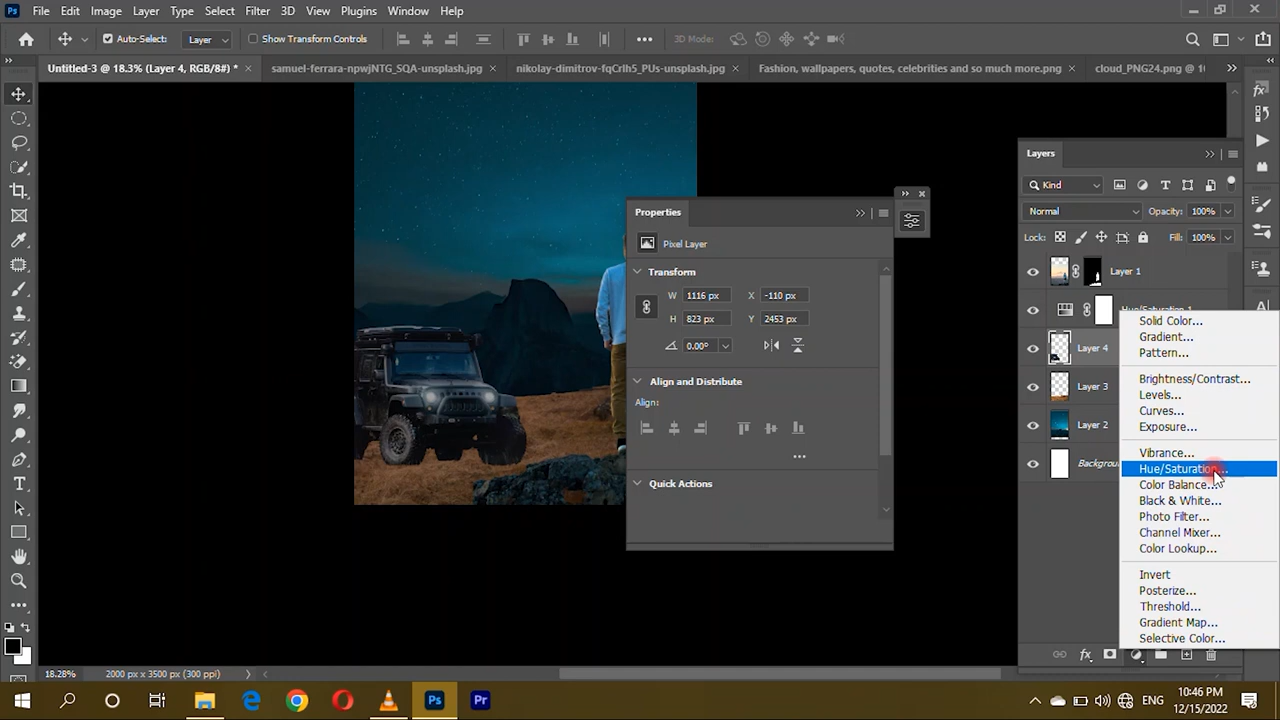 Ps File Edit Image Layer Type Select Filter 3D View Plugins Window Help
Auto-Select: Layer Show Transform Controls 3D Mode:
Untitled-3 @ 18.3% (Layer 4, RGB/8#) * × samuel-ferrara-npwjNTG_SQA-unsplash.jpg × nikolay-dimitrov-fqCrlh5_PUs-unsplash.jpg × Fashion, wallpapers, quotes, celebrities and so much more.png × cloud_PNG24.png @
Layers
Kind
Normal Opacity: 100%
Lock: Fill: 100%
Layer 1
Hue/Saturation 1
Layer 4
Layer 3
Layer 2
Properties
Pixel Layer
Transform
W 1116 px X -110 px
H 823 px Y 2453 px
0.00°
Align and Distribute
Align:
Quick Actions
Solid Color...
Gradient...
Pattern...
Brightness/Contrast...
Levels...
Curves...
Exposure...
Vibrance...
Hue/Saturation...
Color Balance...
Black & White...
Photo Filter...
Channel Mixer...
Color Lookup...
Invert
Posterize...
Threshold...
Gradient Map...
Selective Color...
fx
18.28% 2000 px x 3500 px (300 ppi)
Ps Pr ENG 10:46 PM
12/15/2022